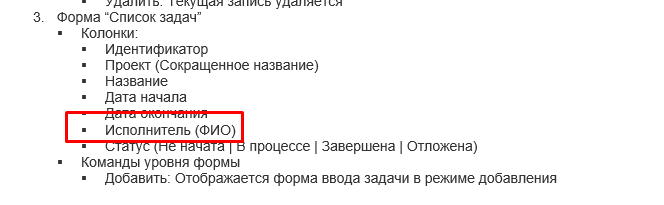 Удалить: Текущая запись удаляется
3. Форма “Список задач”
▪ Колонки:
▪ Идентификатор
▪ Проект (Сокращенное название)
▪ Название
▪ Дата начала
▪ Дата окончания
▪ Исполнитель (ФИО)
▪ Статус (Не начата | В процессе | Завершена | Отложена)
▪ Команды уровня формы
▪ Добавить: Отображается форма ввода задачи в режиме добавления